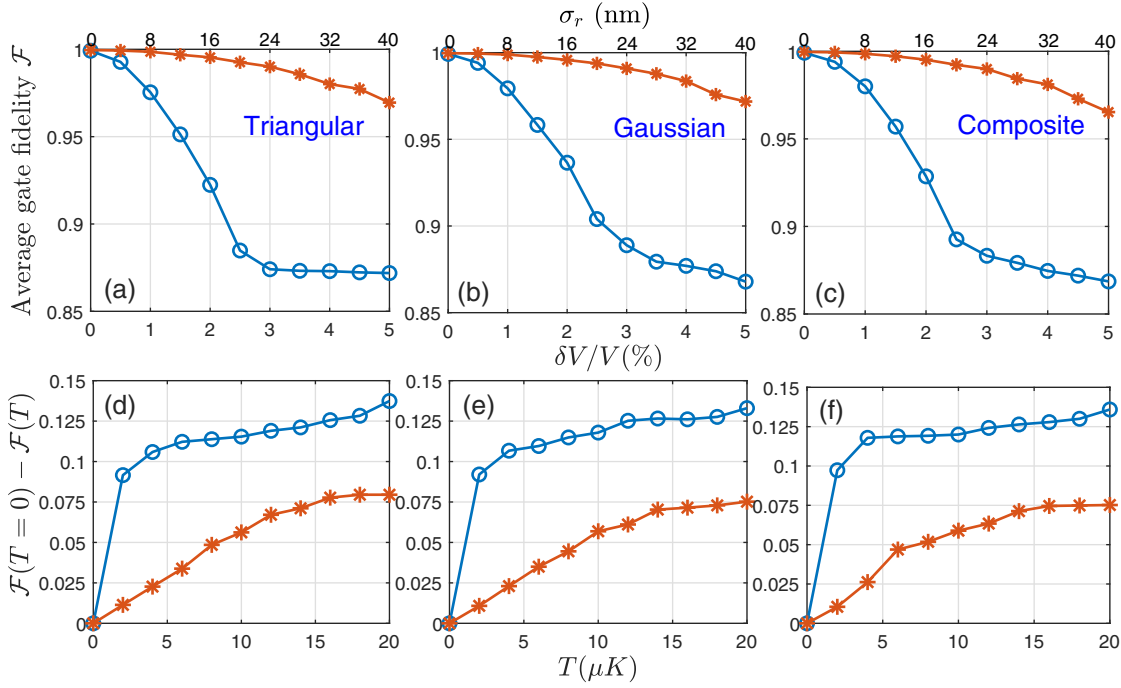 σ_r (nm)
0 8 16 24 32 40
0 8 16 24 32 40
0 8 16 24 32 40
Average gate fidelity 𝓕
1
0.95
0.9
0.85
Triangular
(a)
0 1 2 3 4 5
1
0.95
0.9
0.85
Gaussian
(b)
0 1 2 3 4 5
1
0.95
0.9
0.85
Composite
(c)
0 1 2 3 4 5
δV/V(%)
𝓕(T = 0) − 𝓕(T)
0.15
0.125
0.1
0.075
0.05
0.025
0
(d)
0 5 10 15 20
0.15
0.125
0.1
0.075
0.05
0.025
0
(e)
0 5 10 15 20
0.15
0.125
0.1
0.075
0.05
0.025
0
(f)
0 5 10 15 20
T(μK)